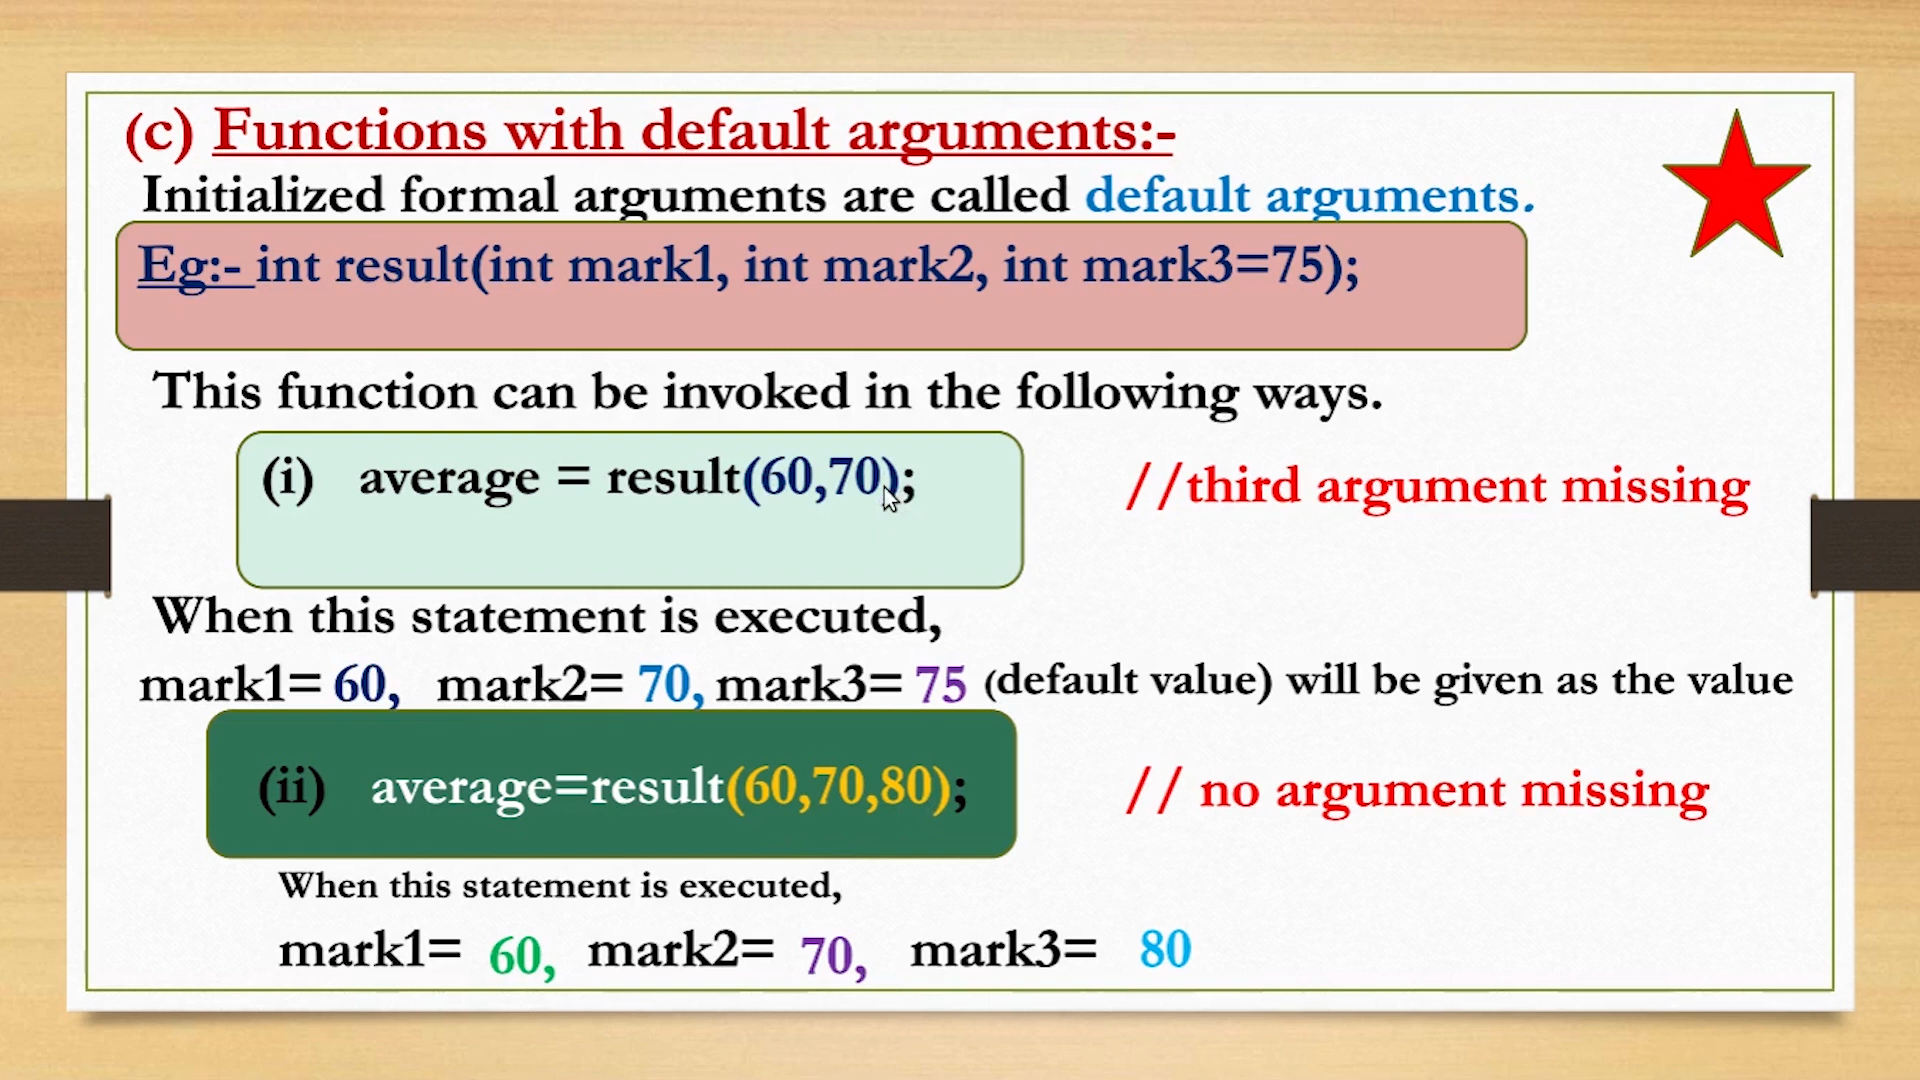 (c) Functions with default arguments:-
Initialized formal arguments are called default arguments.
Eg:- int result(int mark1, int mark2, int mark3=75);
This function can be invoked in the following ways.
(i) average = result(60,70); //third argument missing
When this statement is executed,
mark1= 60, mark2= 70, mark3= 75 (default value) will be given as the value
(ii) average=result(60,70,80); // no argument missing
When this statement is executed,
mark1= 60, mark2= 70, mark3= 80